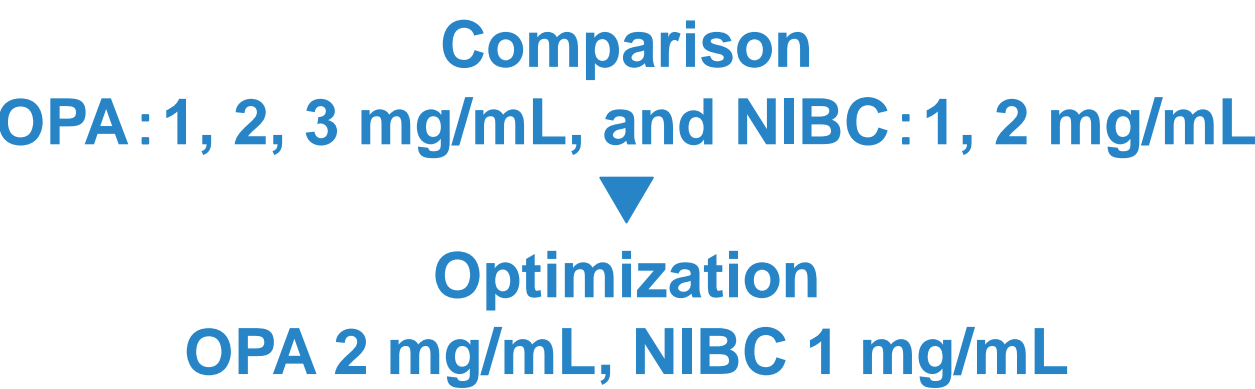 Comparison
OPA:1, 2, 3 mg/mL, and NIBC:1, 2 mg/mL
Optimization
OPA 2 mg/mL, NIBC 1 mg/mL